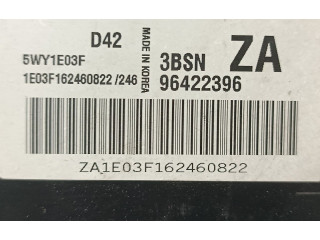 D42
5WY1E03F
1E03F162460822 /246
MADE IN KOREA
3BSN ZA
96422396
ZA1E03F162460822